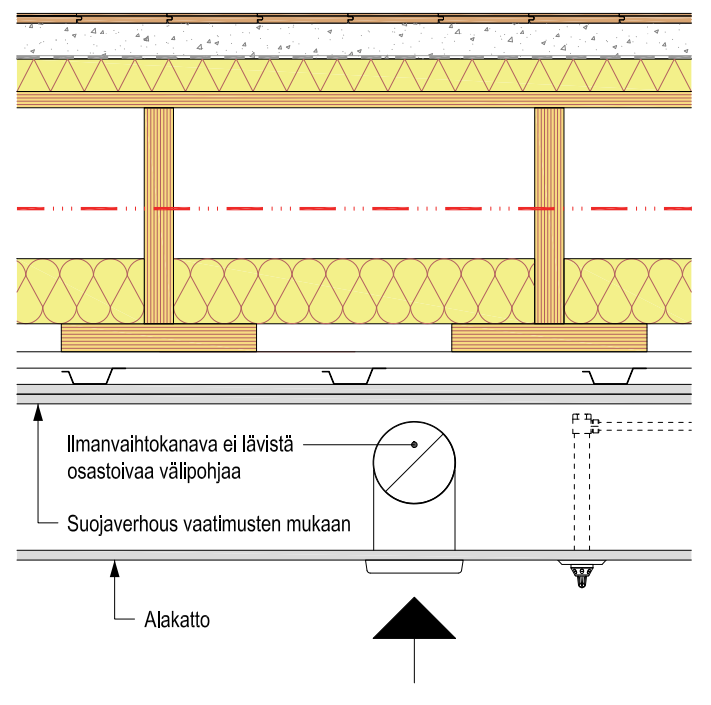 Ilmanvaihtokanava ei lävistä
osastoivaa välipohjaa
Suojaverhous vaatimusten mukaan
Alakatto